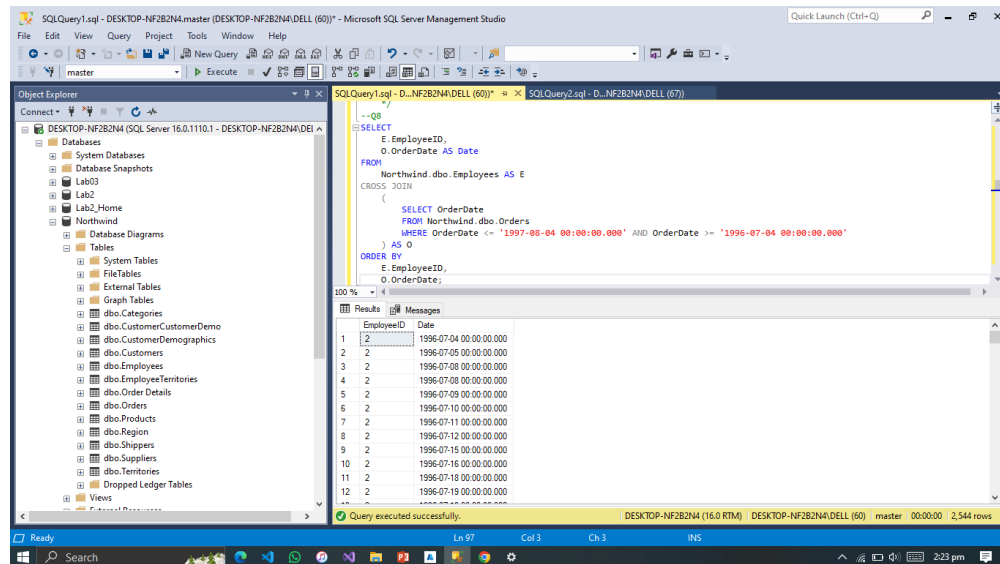 SQLQuery1.sql - DESKTOP-NF2B2N4.master (DESKTOP-NF2B2N4\DELL (60))* - Microsoft SQL Server Management Studio
Quick Launch (Ctrl+Q)
File Edit View Query Project Tools Window Help
New Query
master
Execute
Object Explorer
Connect
DESKTOP-NF2B2N4 (SQL Server 16.0.1110.1 - DESKTOP-NF2B2N4\DEL
Databases
System Databases
Database Snapshots
Lab03
Lab2
Lab2_Home
Northwind
Database Diagrams
Tables
System Tables
FileTables
External Tables
Graph Tables
dbo.Categories
dbo.CustomerCustomerDemo
dbo.CustomerDemographics
dbo.Customers
dbo.Employees
dbo.EmployeeTerritories
dbo.Order Details
dbo.Orders
dbo.Products
dbo.Region
dbo.Shippers
dbo.Suppliers
dbo.Territories
Dropped Ledger Tables
Views
SQLQuery1.sql - D...NF2B2N4\DELL (60))*
SQLQuery2.sql - D...NF2B2N4\DELL (67))
*/
--Q8
SELECT
E.EmployeeID,
O.OrderDate AS Date
FROM
Northwind.dbo.Employees AS E
CROSS JOIN
(
SELECT OrderDate
FROM Northwind.dbo.Orders
WHERE OrderDate <= '1997-08-04 00:00:00.000' AND OrderDate >= '1996-07-04 00:00:00.000'
) AS O
ORDER BY
E.EmployeeID,
O.OrderDate;
100 %
Results Messages
EmployeeID Date
1 2 1996-07-04 00:00:00.000
2 2 1996-07-05 00:00:00.000
3 2 1996-07-08 00:00:00.000
4 2 1996-07-08 00:00:00.000
5 2 1996-07-09 00:00:00.000
6 2 1996-07-10 00:00:00.000
7 2 1996-07-11 00:00:00.000
8 2 1996-07-12 00:00:00.000
9 2 1996-07-15 00:00:00.000
10 2 1996-07-16 00:00:00.000
11 2 1996-07-18 00:00:00.000
12 2 1996-07-19 00:00:00.000
Query executed successfully.
DESKTOP-NF2B2N4 (16.0 RTM) DESKTOP-NF2B2N4\DELL (60) master 00:00:00 2,544 rows
Ready
Ln 97 Col 3 Ch 3 INS
Search
2:23 pm